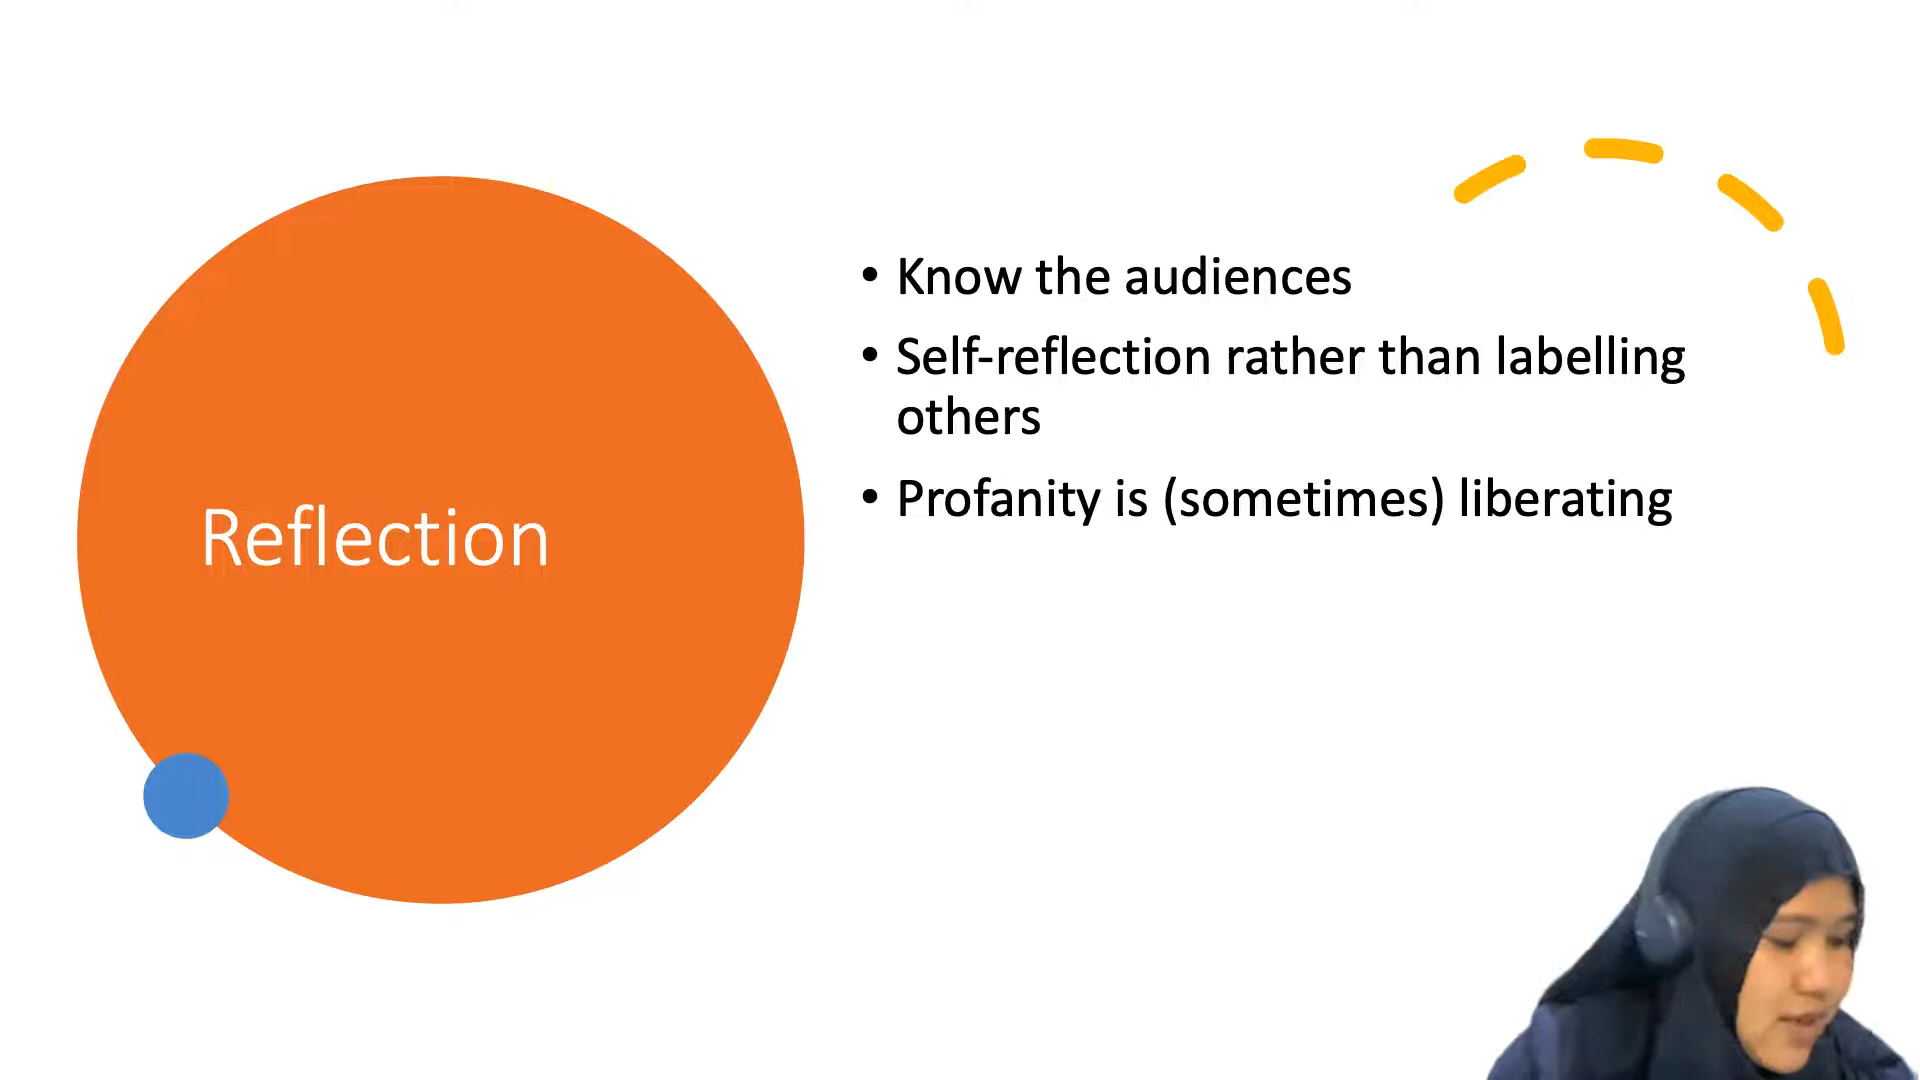 Reflection
• Know the audiences
• Self-reflection rather than labelling
others
• Profanity is (sometimes) liberating